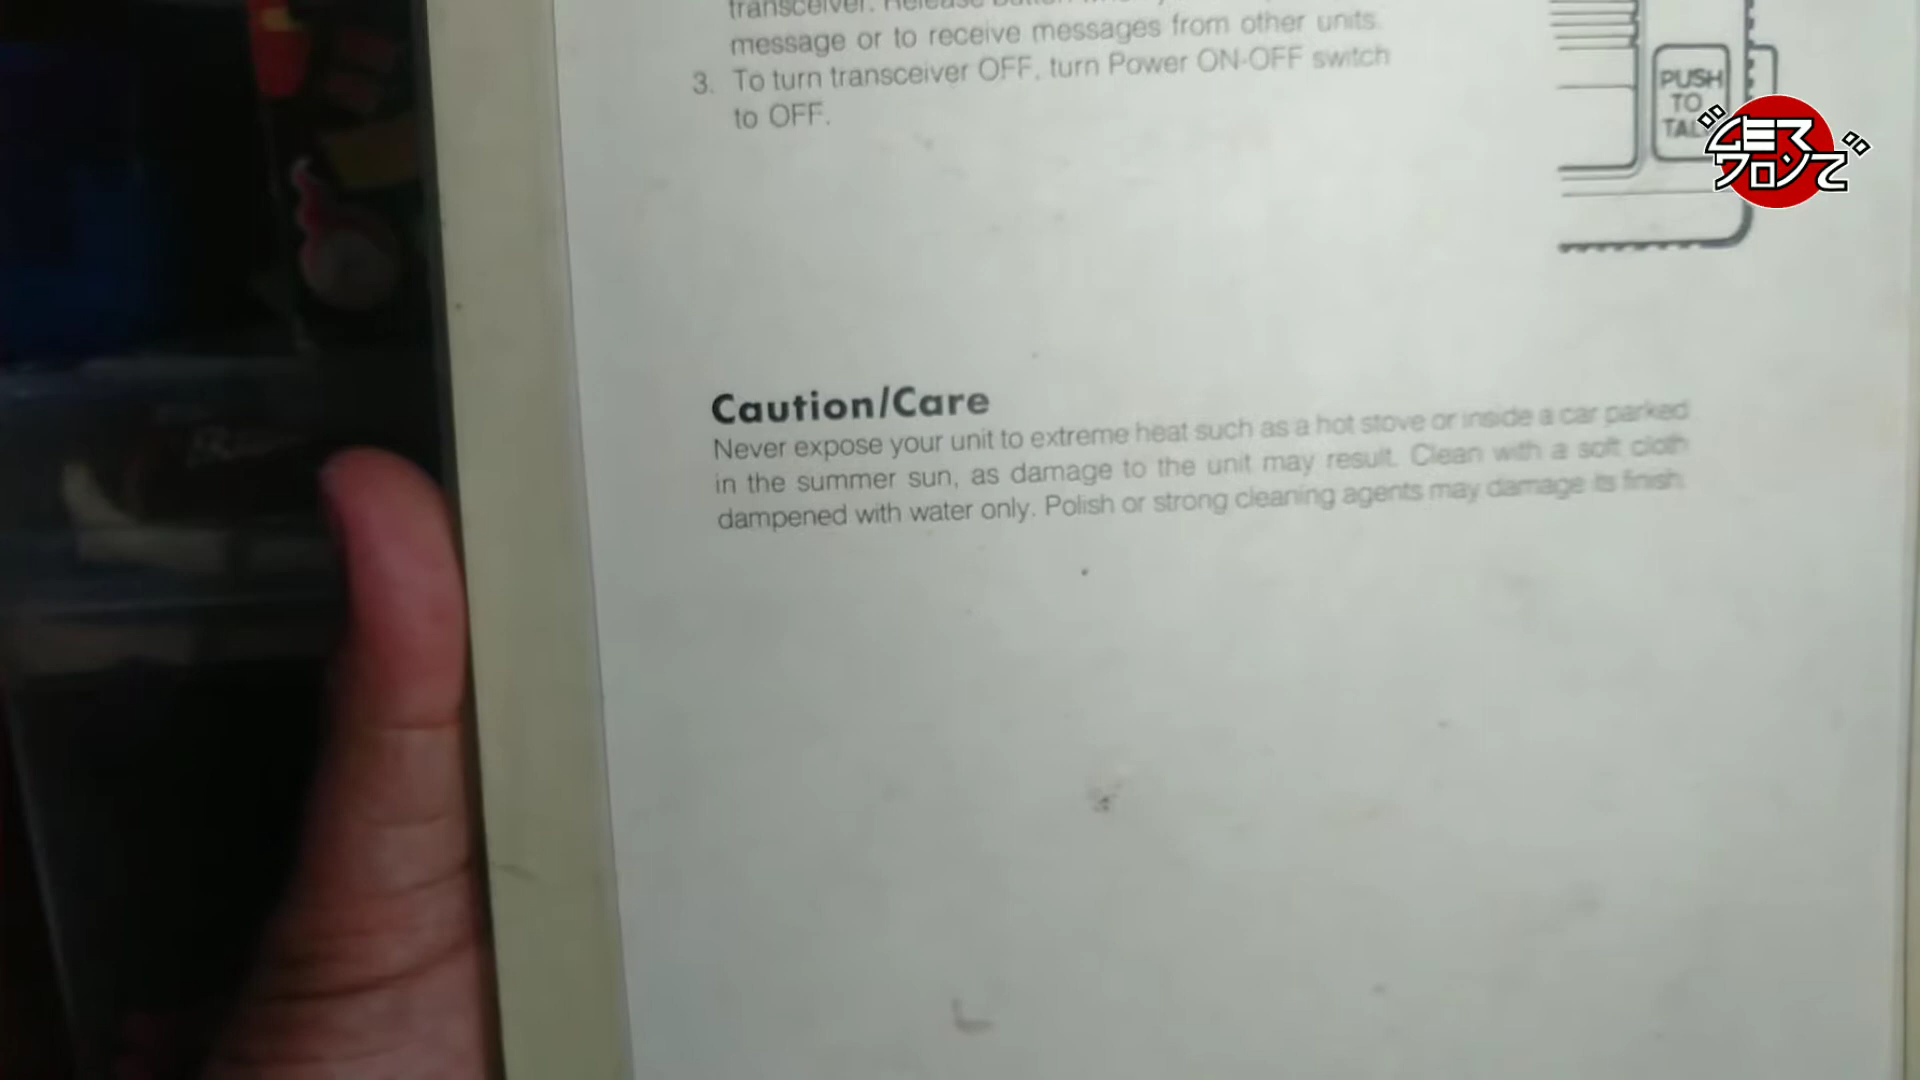 transceiver. Release
message or to receive messages from other units.
3. To turn transceiver OFF, turn Power ON-OFF switch
to OFF.
PUSH
TO
Caution/Care
Never expose your unit to extreme heat such as a hot stove or inside a car parked
in the summer sun, as damage to the unit may result. Clean with a soft cloth
dampened with water only. Polish or strong cleaning agents may damage its finish.